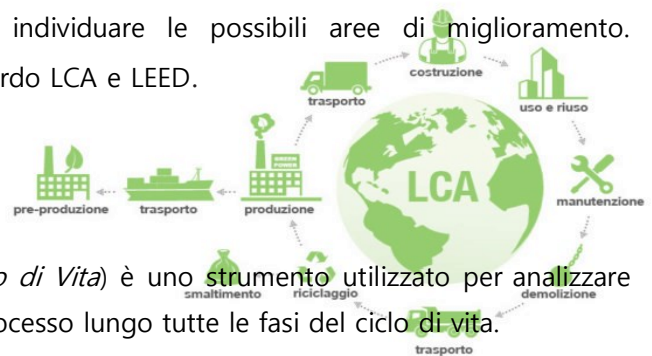 individuare le possibili aree di miglioramento.
rdo LCA e LEED.
costruzione
trasporto
uso e riuso
GREEN POWER
LCA
manutenzione
pre-produzione
trasporto
produzione
o di Vita) è uno strumento utilizzato per analizzare
smaltimento
riciclaggio
demolizione
ocesso lungo tutte le fasi del ciclo di vita.
trasporto